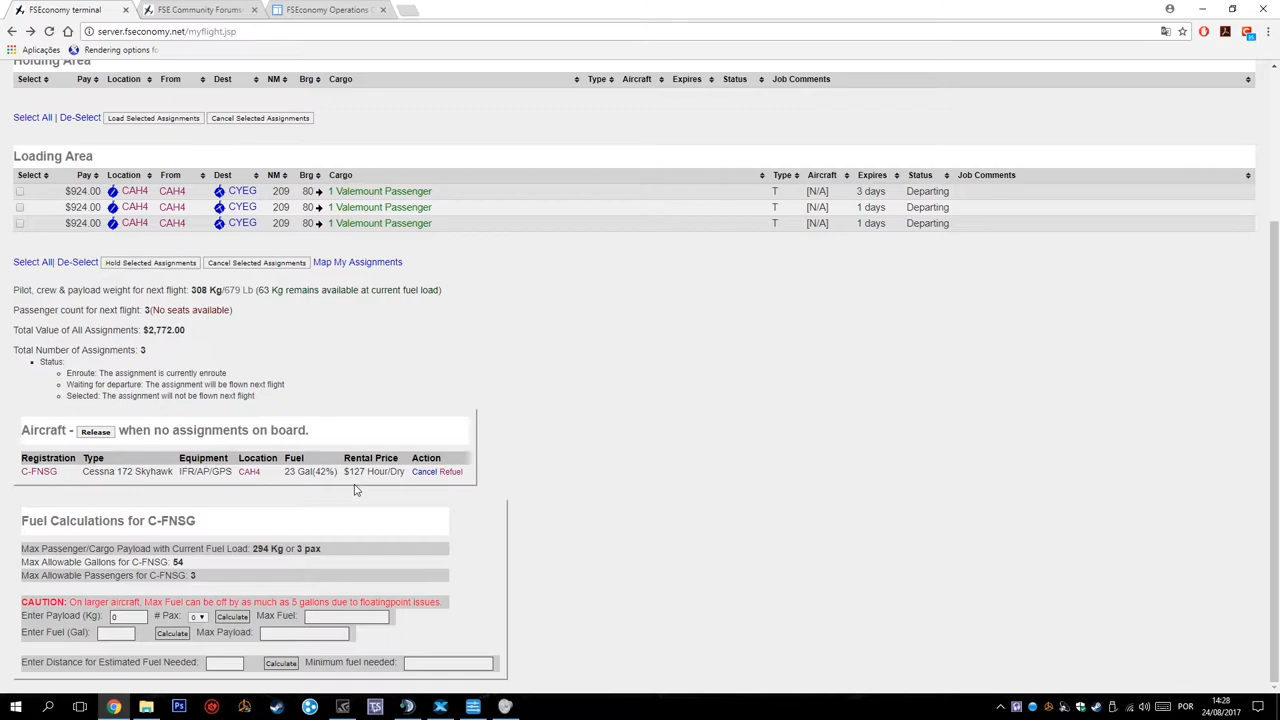 FSEconomy terminal
FSE Community Forums
FSEconomy Operations
server.fseconomy.net/myflight.jsp
Aplicações Rendering options fo
Holding Area
Select Pay Location From Dest NM Brg Cargo Type Aircraft Expires Status Job Comments
Select All | De-Select Load Selected Assignments Cancel Selected Assignments
Loading Area
Select Pay Location From Dest NM Brg Cargo Type Aircraft Expires Status Job Comments
$924.00 CAH4 CAH4 CYEG 209 80 1 Valemount Passenger T [N/A] 3 days Departing
$924.00 CAH4 CAH4 CYEG 209 80 1 Valemount Passenger T [N/A] 1 days Departing
$924.00 CAH4 CAH4 CYEG 209 80 1 Valemount Passenger T [N/A] 1 days Departing
Select All| De-Select Hold Selected Assignments Cancel Selected Assignments Map My Assignments
Pilot, crew & payload weight for next flight: 308 Kg/679 Lb (63 Kg remains available at current fuel load)
Passenger count for next flight: 3(No seats available)
Total Value of All Assignments: $2,772.00
Total Number of Assignments: 3
Status:
Enroute: The assignment is currently enroute
Waiting for departure: The assignment will be flown next flight
Selected: The assignment will not be flown next flight
Aircraft - Release when no assignments on board.
Registration Type Equipment Location Fuel Rental Price Action
C-FNSG Cessna 172 Skyhawk IFR/AP/GPS CAH4 23 Gal(42%) $127 Hour/Dry Cancel Refuel
Fuel Calculations for C-FNSG
Max Passenger/Cargo Payload with Current Fuel Load: 294 Kg or 3 pax
Max Allowable Gallons for C-FNSG: 54
Max Allowable Passengers for C-FNSG: 3
CAUTION: On larger aircraft, Max Fuel can be off by as much as 5 gallons due to floatingpoint issues.
Enter Payload (Kg): 0 # Pax: 0 Calculate Max Fuel:
Enter Fuel (Gal): Calculate Max Payload:
Enter Distance for Estimated Fuel Needed: Calculate Minimum fuel needed:
POR
14:28
24/08/2017